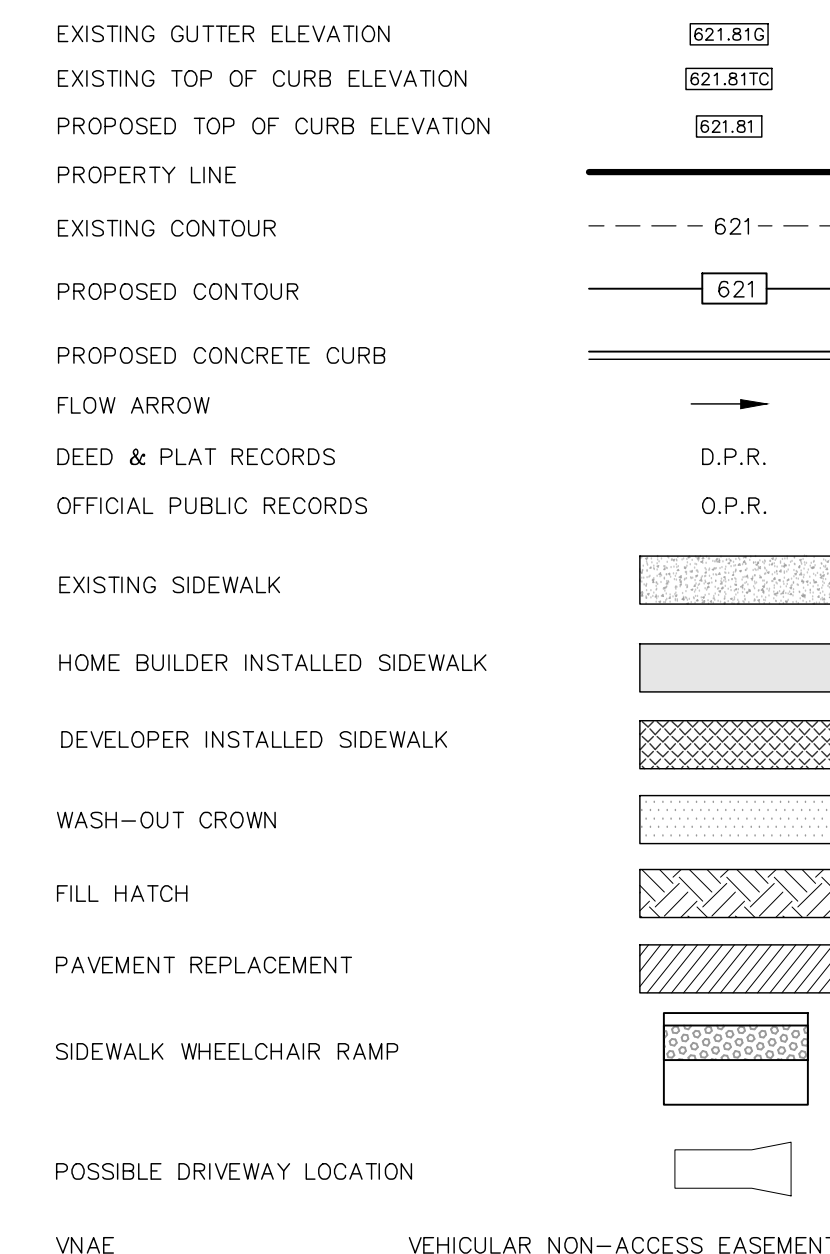 EXISTING GUTTER ELEVATION 621.81G
EXISTING TOP OF CURB ELEVATION 621.81TC
PROPOSED TOP OF CURB ELEVATION 621.81
PROPERTY LINE
EXISTING CONTOUR 621
PROPOSED CONTOUR 621
PROPOSED CONCRETE CURB
FLOW ARROW
DEED & PLAT RECORDS D.P.R.
OFFICIAL PUBLIC RECORDS O.P.R.
EXISTING SIDEWALK
HOME BUILDER INSTALLED SIDEWALK
DEVELOPER INSTALLED SIDEWALK
WASH-OUT CROWN
FILL HATCH
PAVEMENT REPLACEMENT
SIDEWALK WHEELCHAIR RAMP
POSSIBLE DRIVEWAY LOCATION
VNAE VEHICULAR NON-ACCESS EASEMENT